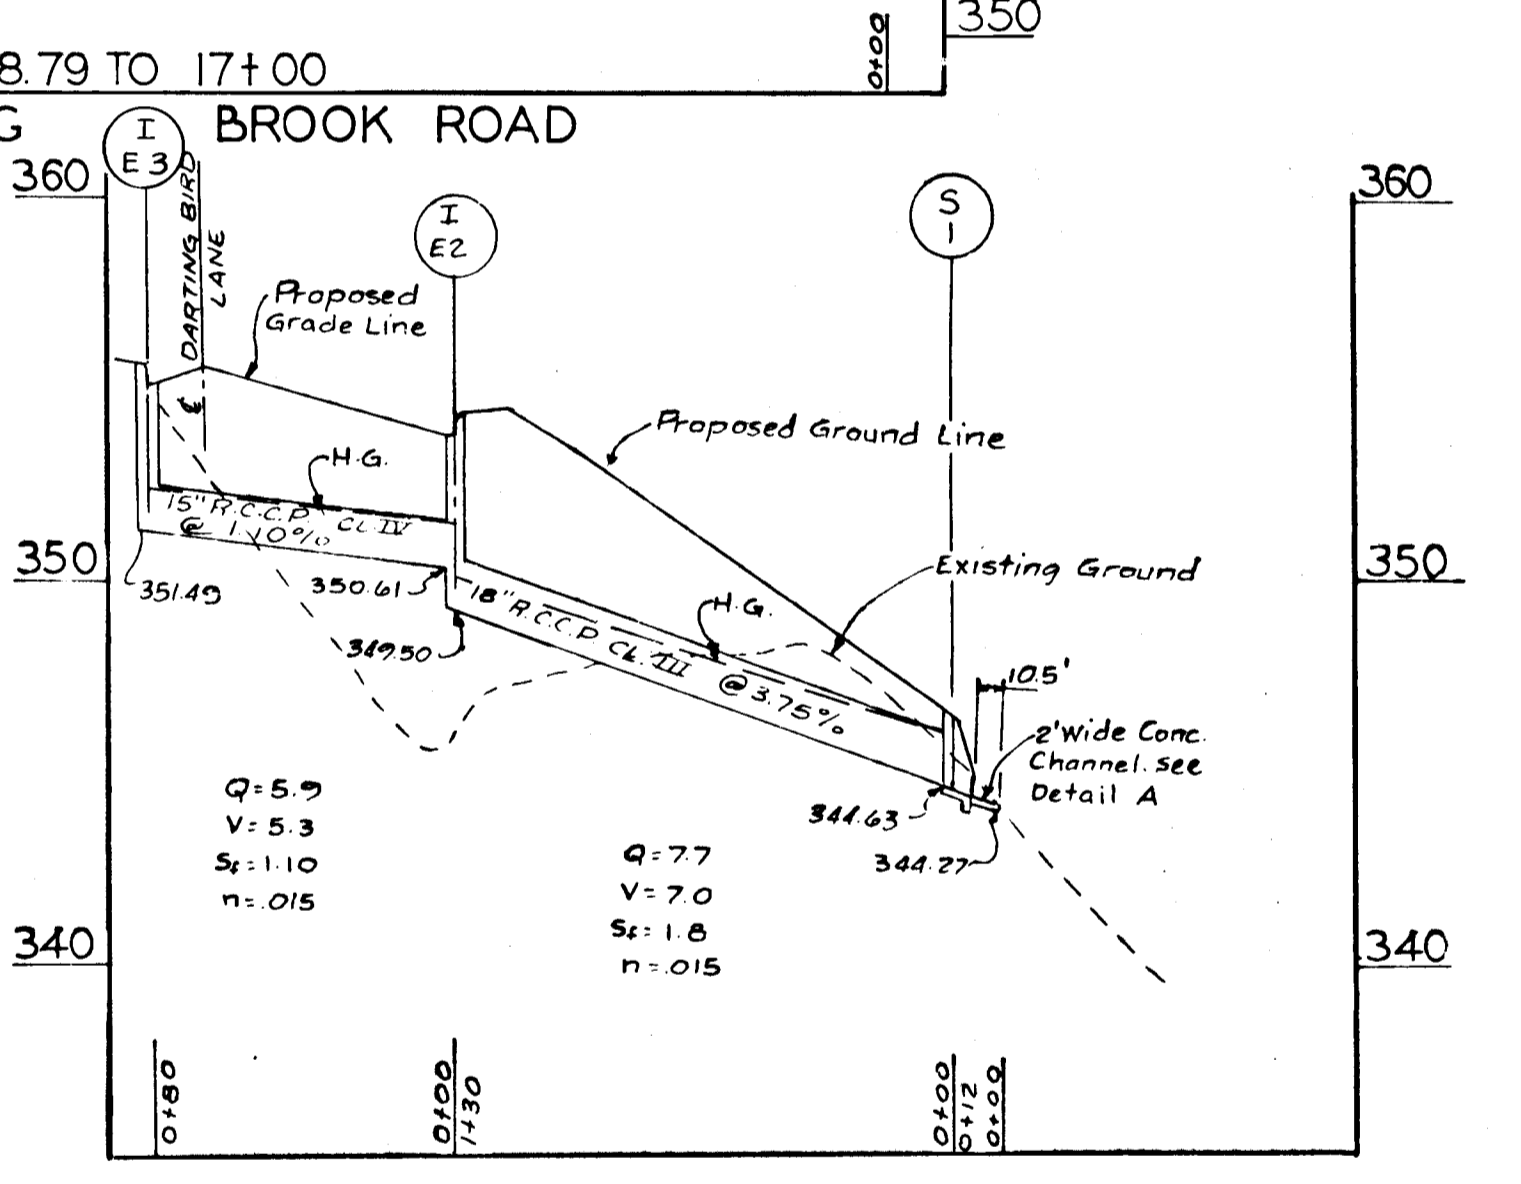 350
0+00
8.79 TO 17+00
G BROOK ROAD
I
E3
360
DARTING BIRD
LANE
℄
I
E2
S
1
360
Proposed
Grade Line
Proposed Ground Line
H.G.
15" R.C.C.P. CL. IV
@ 1.10%
350
351.49
350.61
349.50
18" R.C.C.P. CL. III @ 3.75%
H.G.
Existing Ground
350
10.5'
2' Wide Conc.
Channel. see
Detail A
344.63
344.27
Q = 5.9
V = 5.3
Sf = 1.10
n = .015
Q = 7.7
V = 7.0
Sf = 1.8
n = .015
340
340
0+80
0+00
1+30
0+00
0+12
0+00